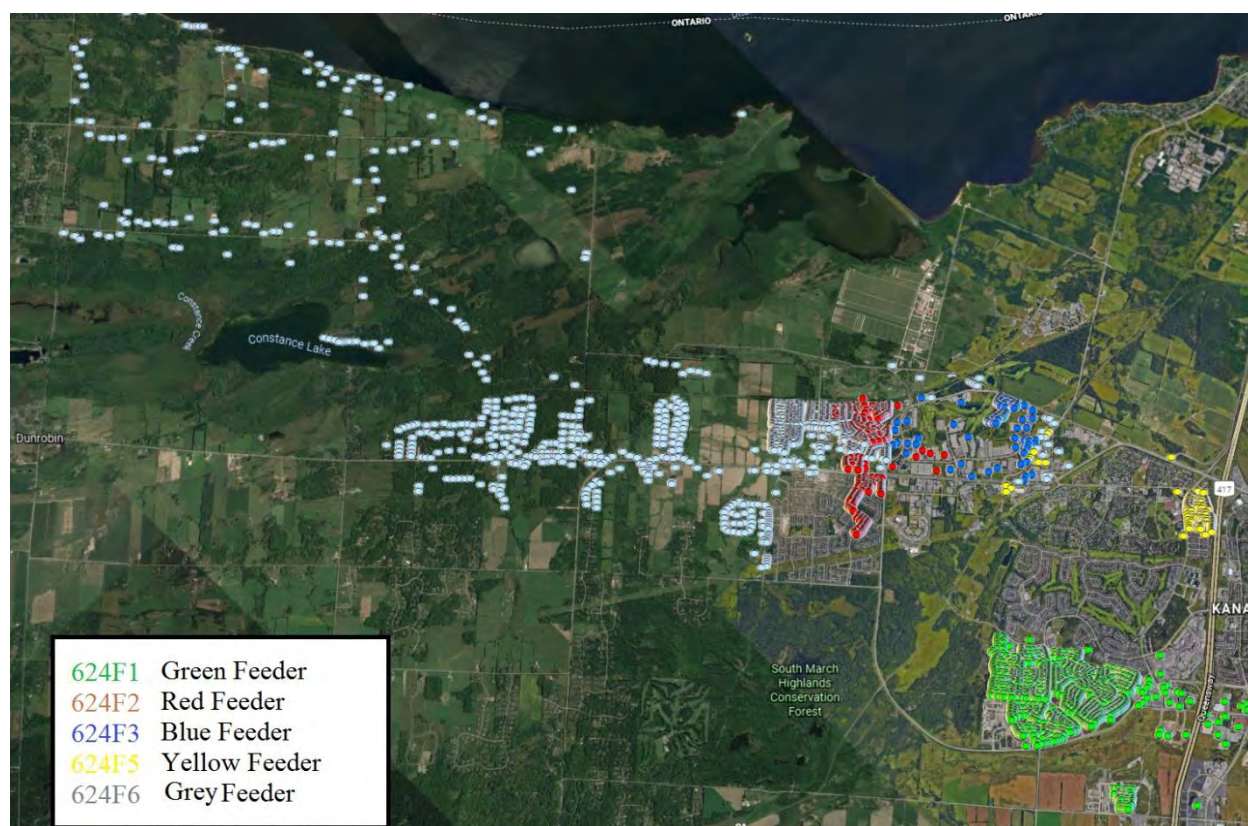 ONTARIO
ONTARIO
Constance Creek
Constance Lake
Dunrobin
417
KANA
South March
Highlands
Conservation
Forest
Queensway
624F1 Green Feeder
624F2 Red Feeder
624F3 Blue Feeder
624F5 Yellow Feeder
624F6 Grey Feeder